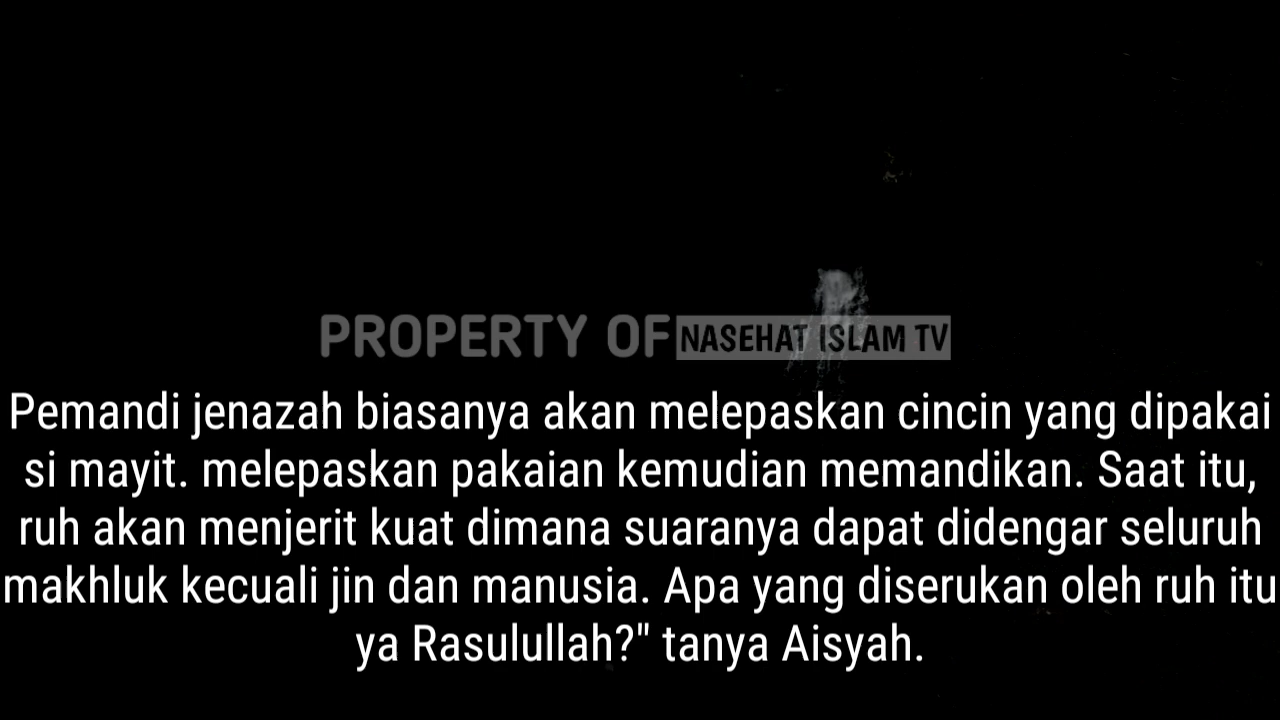 PROPERTY OF NASEHAT ISLAM TV
Pemandi jenazah biasanya akan melepaskan cincin yang dipakai
si mayit. melepaskan pakaian kemudian memandikan. Saat itu,
ruh akan menjerit kuat dimana suaranya dapat didengar seluruh
makhluk kecuali jin dan manusia. Apa yang diserukan oleh ruh itu
ya Rasulullah?" tanya Aisyah.